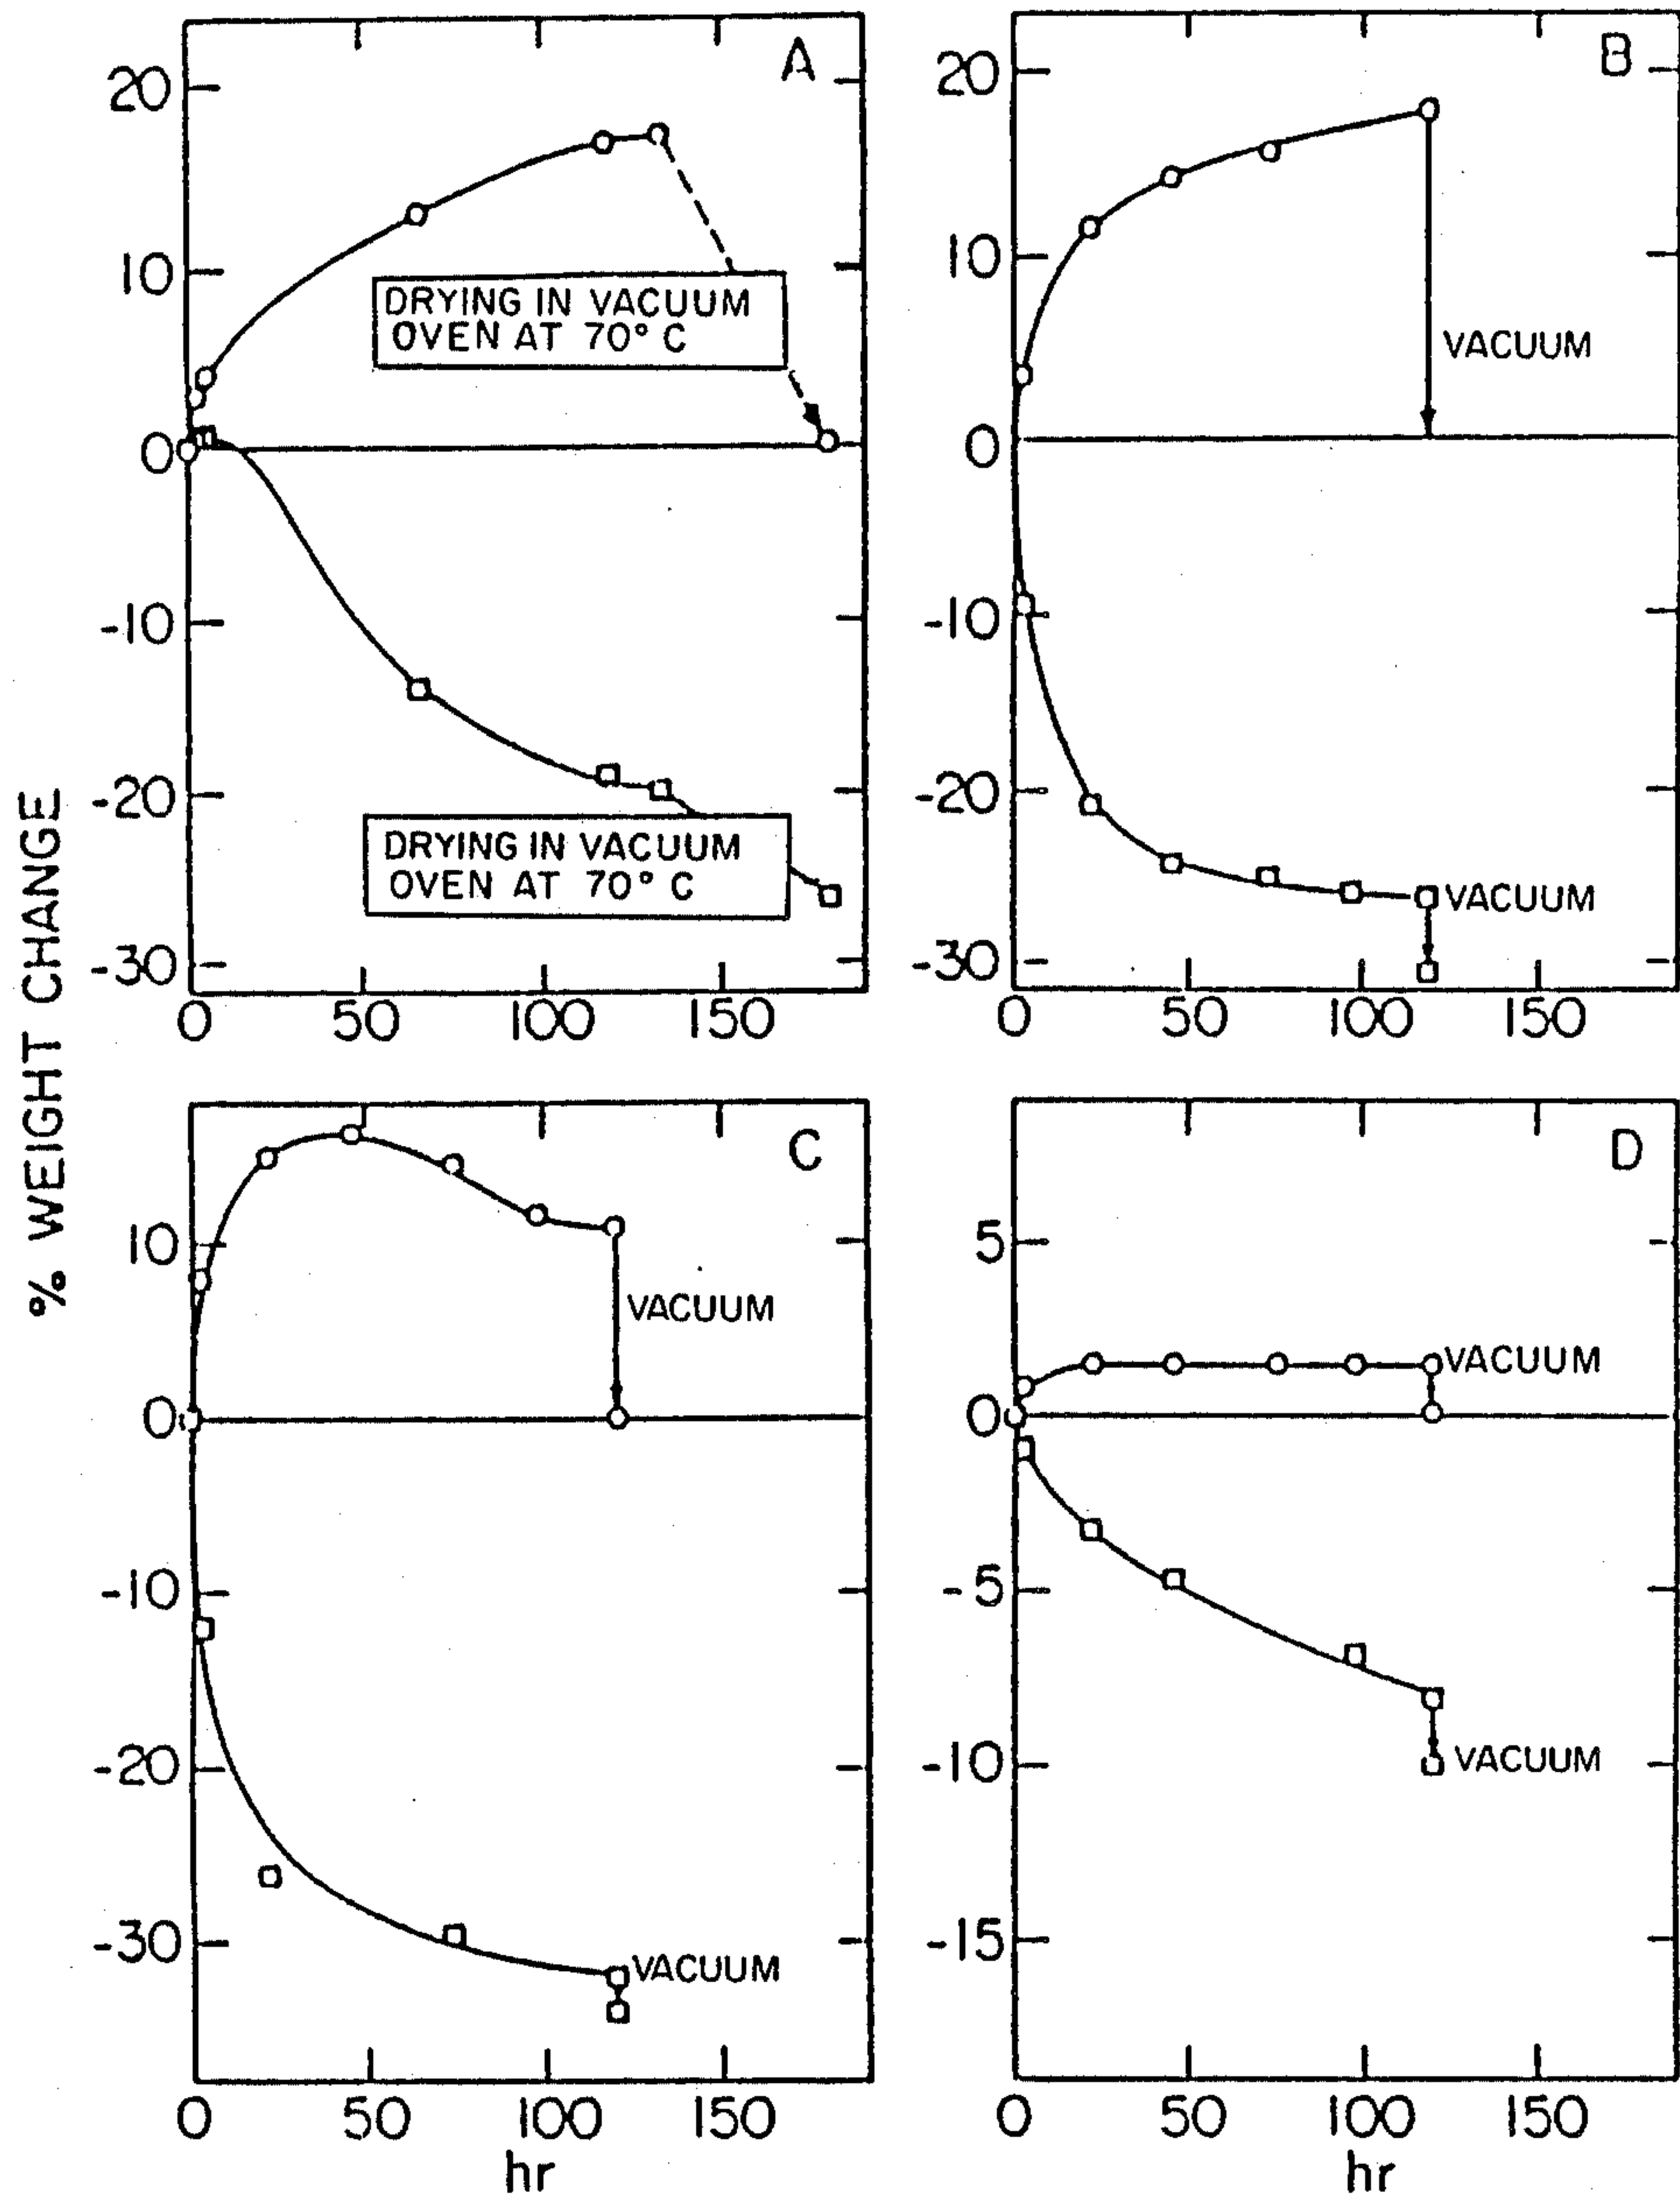 % WEIGHT CHANGE
A
20
10
0
-10
-20
-30
DRYING IN VACUUM
OVEN AT 70° C
DRYING IN VACUUM
OVEN AT 70° C
0 50 100 150
B
20
10
0
-10
-20
-30
VACUUM
VACUUM
0 50 100 150
C
10
0
-10
-20
-30
VACUUM
VACUUM
0 50 100 150
hr
D
5
0
-5
-10
-15
VACUUM
VACUUM
0 50 100 150
hr